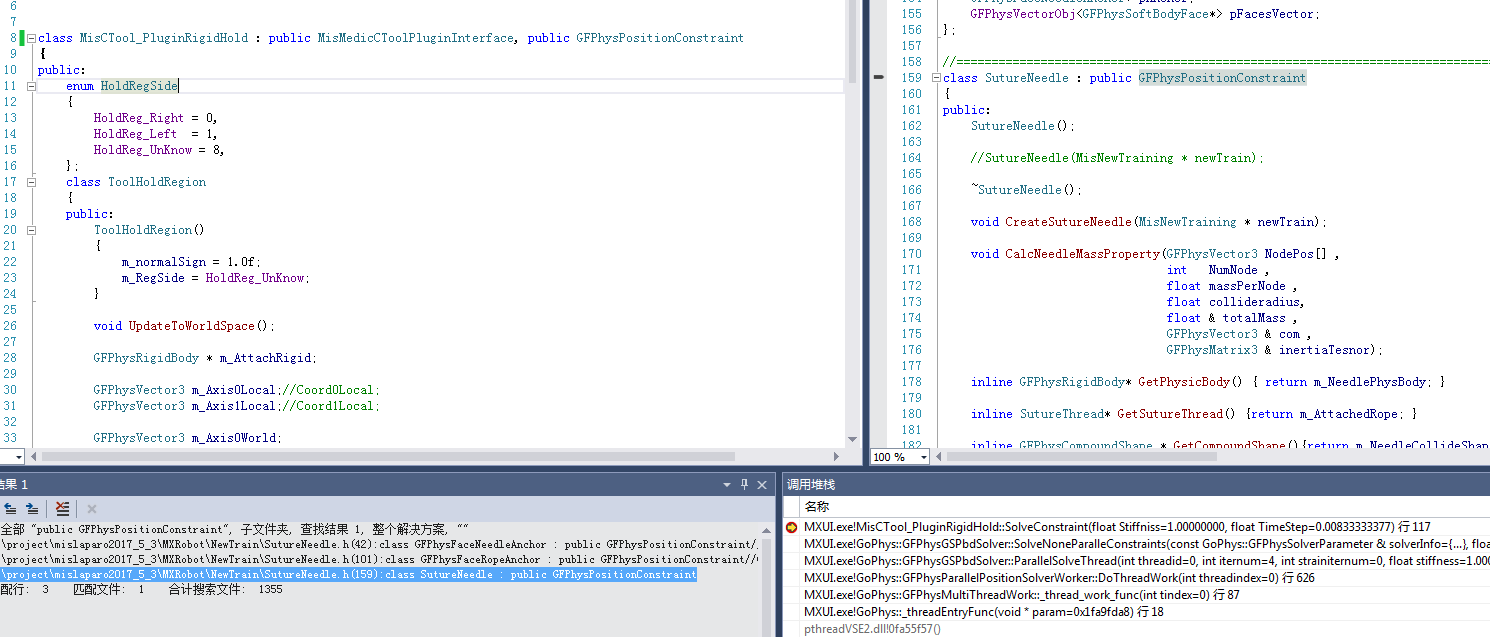 6
7
8 class MisCTool_PluginRigidHold : public MisMedicCToolPluginInterface, public GFPhysPositionConstraint
9 {
10 public:
11 enum HoldRegSide
12 {
13 HoldReg_Right = 0,
14 HoldReg_Left = 1,
15 HoldReg_UnKnow = 8,
16 };
17 class ToolHoldRegion
18 {
19 public:
20 ToolHoldRegion()
21 {
22 m_normalSign = 1.0f;
23 m_RegSide = HoldReg_UnKnow;
24 }
25
26 void UpdateToWorldSpace();
27
28 GFPhysRigidBody * m_AttachRigid;
29
30 GFPhysVector3 m_Axis0Local;//Coord0Local;
31 GFPhysVector3 m_Axis1Local;//Coord1Local;
32
33 GFPhysVector3 m_Axis0World;
155 GFPhysVectorObj<GFPhysSoftBodyFace*> pFacesVector;
156 };
157
158 //==============================================================================
159 class SutureNeedle : public GFPhysPositionConstraint
160 {
161 public:
162 SutureNeedle();
163
164 //SutureNeedle(MisNewTraining * newTrain);
165
166 ~SutureNeedle();
167
168 void CreateSutureNeedle(MisNewTraining * newTrain);
169
170 void CalcNeedleMassProperty(GFPhysVector3 NodePos[] ,
171 int NumNode ,
172 float massPerNode ,
173 float collideradius,
174 float & totalMass ,
175 GFPhysVector3 & com ,
176 GFPhysMatrix3 & inertiaTesnor);
177
178 inline GFPhysRigidBody* GetPhysicBody() { return m_NeedlePhysBody; }
179
180 inline SutureThread* GetSutureThread() {return m_AttachedRope; }
181
182 inline GFPhysCompoundShape * GetCompoundShape(){return m_NeedleCollideShap
100 %
结果 1
全部 "public GFPhysPositionConstraint", 子文件夹, 查找结果 1, 整个解决方案, ""
\project\mislaparo2017_5_3\MXRobot\NewTrain\SutureNeedle.h(42):class GFPhysFaceNeedleAnchor : public GFPhysPositionConstraint/
\project\mislaparo2017_5_3\MXRobot\NewTrain\SutureNeedle.h(101):class GFPhysFaceRopeAnchor : public GFPhysPositionConstraint//
\project\mislaparo2017_5_3\MXRobot\NewTrain\SutureNeedle.h(159):class SutureNeedle : public GFPhysPositionConstraint
配行: 3 匹配文件: 1 合计搜索文件: 1355
调用堆栈
名称
MXUI.exe!MisCTool_PluginRigidHold::SolveConstraint(float Stiffness=1.00000000, float TimeStep=0.00833333377) 行 117
MXUI.exe!GoPhys::GFPhysGSPbdSolver::SolveNoneParalleConstraints(const GoPhys::GFPhysSolverParameter & solverInfo={...}, float
MXUI.exe!GoPhys::GFPhysGSPbdSolver::ParallelSolveThread(int threadid=0, int iternum=4, int strainiternum=0, float stiffness=1.000
MXUI.exe!GoPhys::GFPhysParallelPositionSolverWorker::DoThreadWork(int threadindex=0) 行 626
MXUI.exe!GoPhys::GFPhysMultiThreadWork::_thread_work_func(int tindex=0) 行 87
MXUI.exe!GoPhys::_threadEntryFunc(void * param=0x1fa9fda8) 行 18
pthreadVSE2.dll!0fa55f57()